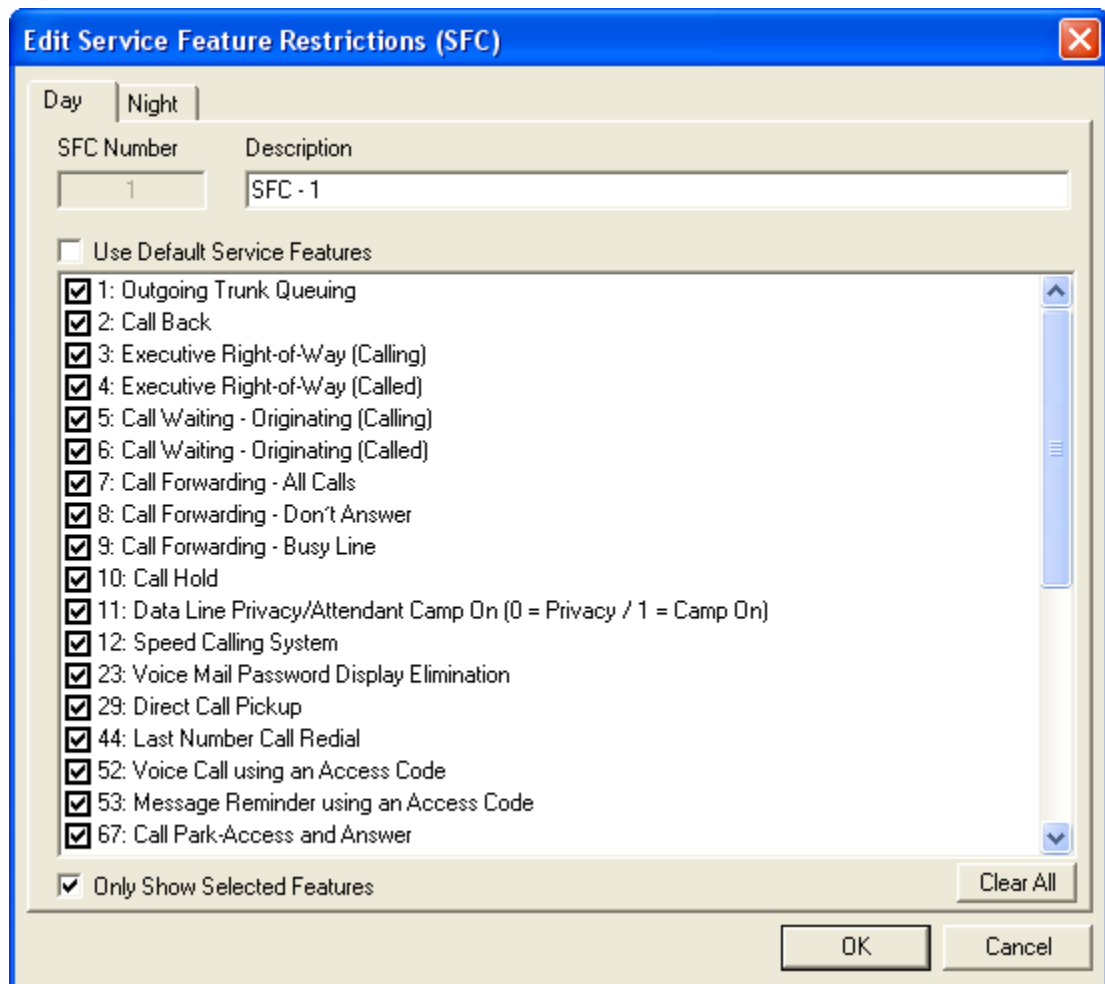 Edit Service Feature Restrictions (SFC)
Day Night
SFC Number Description
1 SFC - 1
Use Default Service Features
1: Outgoing Trunk Queuing
2: Call Back
3: Executive Right-of-Way (Calling)
4: Executive Right-of-Way (Called)
5: Call Waiting - Originating (Calling)
6: Call Waiting - Originating (Called)
7: Call Forwarding - All Calls
8: Call Forwarding - Don´t Answer
9: Call Forwarding - Busy Line
10: Call Hold
11: Data Line Privacy/Attendant Camp On (0 = Privacy / 1 = Camp On)
12: Speed Calling System
23: Voice Mail Password Display Elimination
29: Direct Call Pickup
44: Last Number Call Redial
52: Voice Call using an Access Code
53: Message Reminder using an Access Code
67: Call Park-Access and Answer
Only Show Selected Features Clear All
OK Cancel